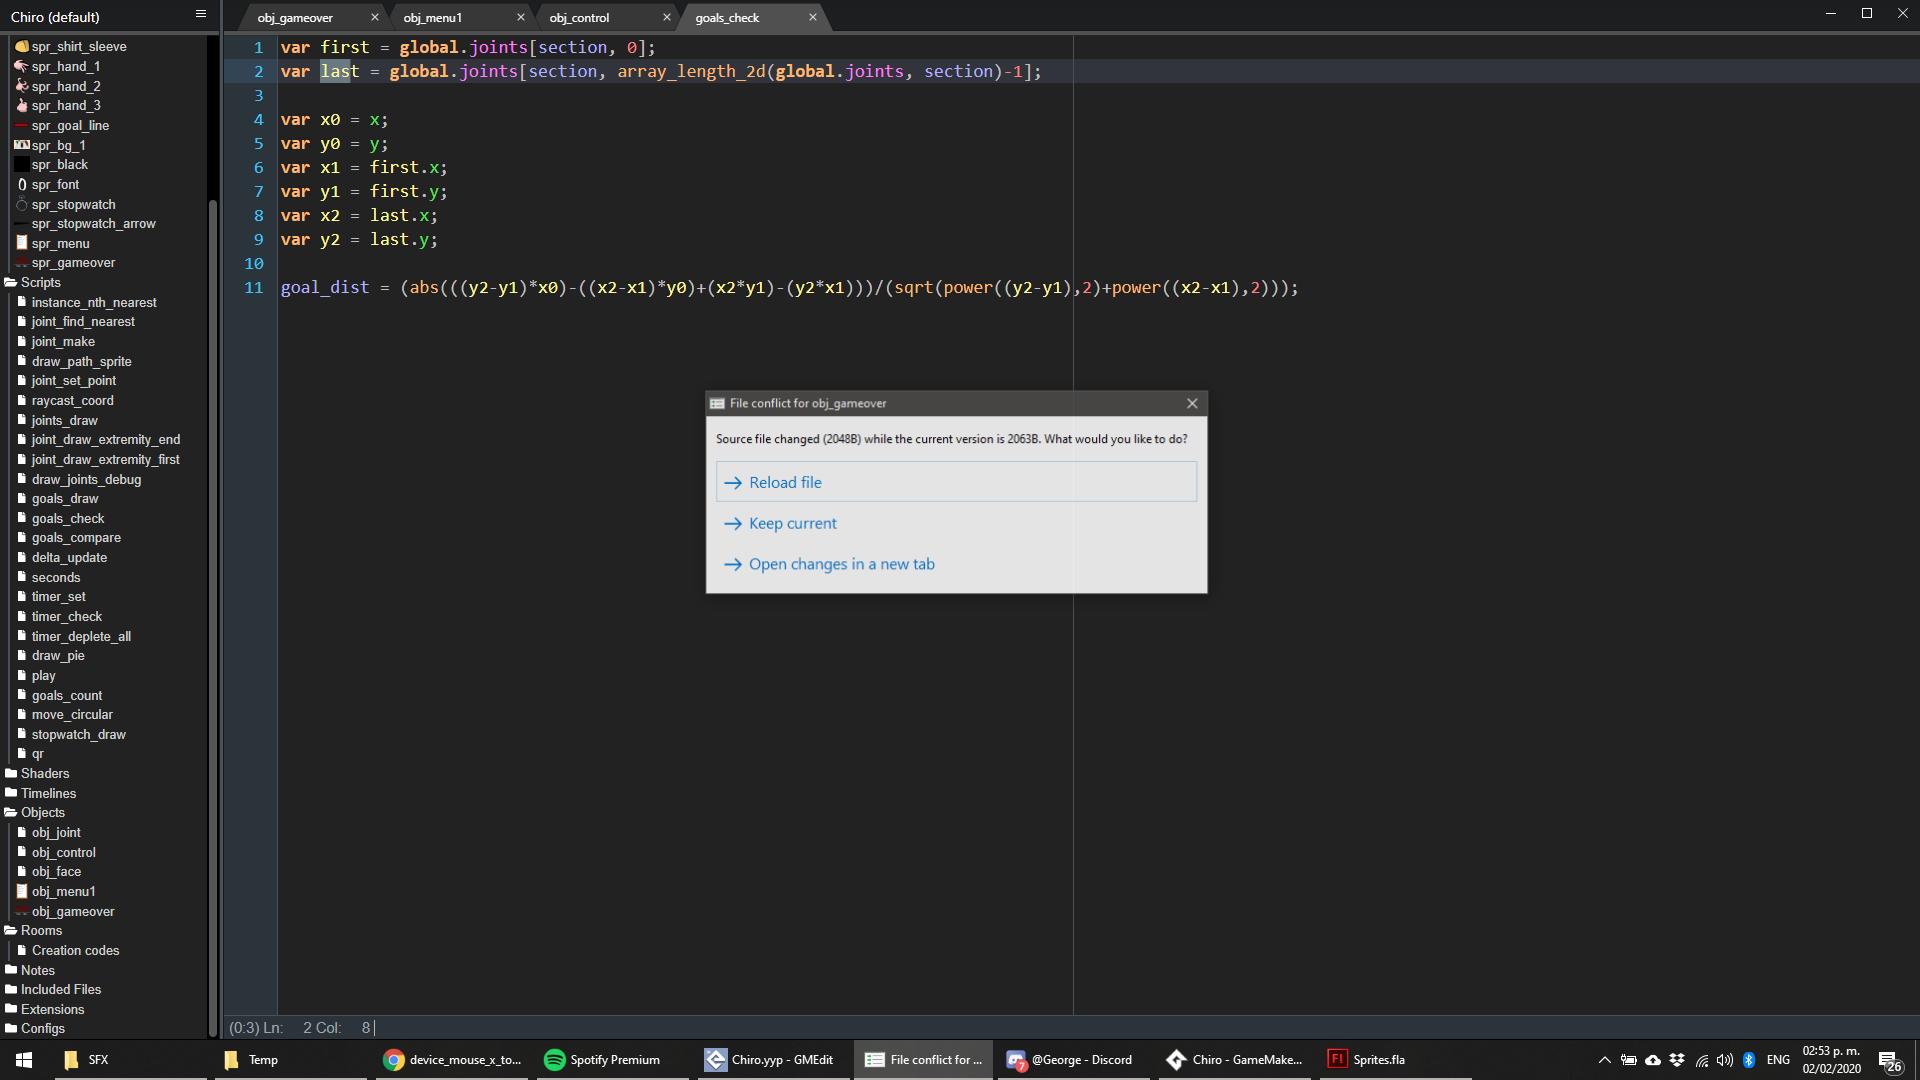 Chiro (default)
obj_gameover
obj_menu1
obj_control
goals_check
spr_shirt_sleeve
spr_hand_1
spr_hand_2
spr_hand_3
spr_goal_line
spr_bg_1
spr_black
spr_font
spr_stopwatch
spr_stopwatch_arrow
spr_menu
spr_gameover
Scripts
instance_nth_nearest
joint_find_nearest
joint_make
draw_path_sprite
joint_set_point
raycast_coord
joints_draw
joint_draw_extremity_end
joint_draw_extremity_first
draw_joints_debug
goals_draw
goals_check
goals_compare
delta_update
seconds
timer_set
timer_check
timer_deplete_all
draw_pie
play
goals_count
move_circular
stopwatch_draw
qr
Shaders
Timelines
Objects
obj_joint
obj_control
obj_face
obj_menu1
obj_gameover
Rooms
Creation codes
Notes
Included Files
Extensions
Configs
1 var first = global.joints[section, 0];
2 var last = global.joints[section, array_length_2d(global.joints, section)-1];
3
4 var x0 = x;
5 var y0 = y;
6 var x1 = first.x;
7 var y1 = first.y;
8 var x2 = last.x;
9 var y2 = last.y;
10
11 goal_dist = (abs(((y2-y1)*x0)-((x2-x1)*y0)+(x2*y1)-(y2*x1)))/(sqrt(power((y2-y1),2)+power((x2-x1),2)));
File conflict for obj_gameover
Source file changed (2048B) while the current version is 2063B. What would you like to do?
Reload file
Keep current
Open changes in a new tab
(0:3) Ln: 2 Col: 8
SFX
Temp
device_mouse_x_to...
Spotify Premium
Chiro.yyp - GMEdit
File conflict for ...
7
@George - Discord
Chiro - GameMake...
Fl
Sprites.fla
ENG
02:53 p. m.
02/02/2020
26